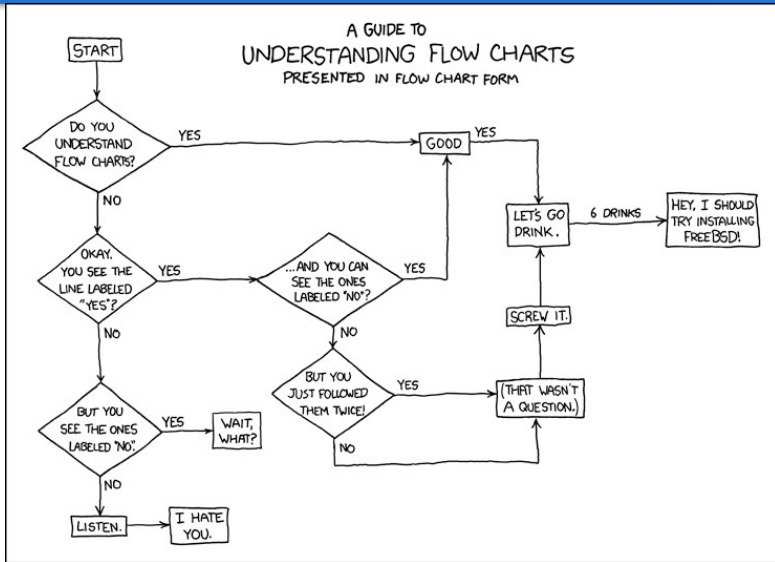 A GUIDE TO
UNDERSTANDING FLOW CHARTS
PRESENTED IN FLOW CHART FORM
START
DO YOU
UNDERSTAND
FLOW CHARTS?
YES
GOOD
YES
NO
LET'S GO
DRINK.
6 DRINKS
HEY, I SHOULD
TRY INSTALLING
FREEBSD!
OKAY.
YOU SEE THE
LINE LABELED
"YES"?
YES
...AND YOU CAN
SEE THE ONES
LABELED "NO"?
YES
NO
NO
SCREW IT.
BUT YOU
JUST FOLLOWED
THEM TWICE!
YES
(THAT WASN'T
A QUESTION.)
NO
BUT YOU
SEE THE ONES
LABELED "NO".
YES
WAIT,
WHAT?
NO
LISTEN.
I HATE
YOU.